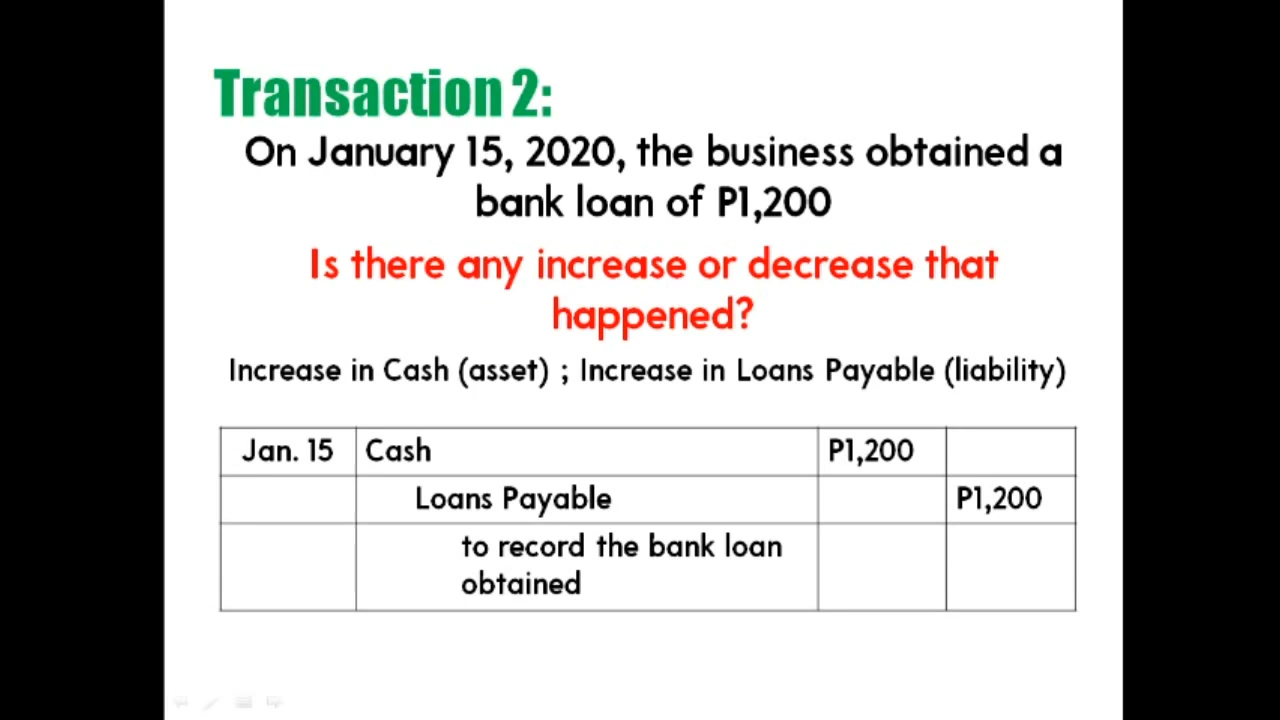 Transaction 2:
On January 15, 2020, the business obtained a
bank loan of P1,200
Is there any increase or decrease that
happened?
Increase in Cash (asset) ; Increase in Loans Payable (liability)
Jan. 15 Cash P1,200
Loans Payable P1,200
to record the bank loan
obtained